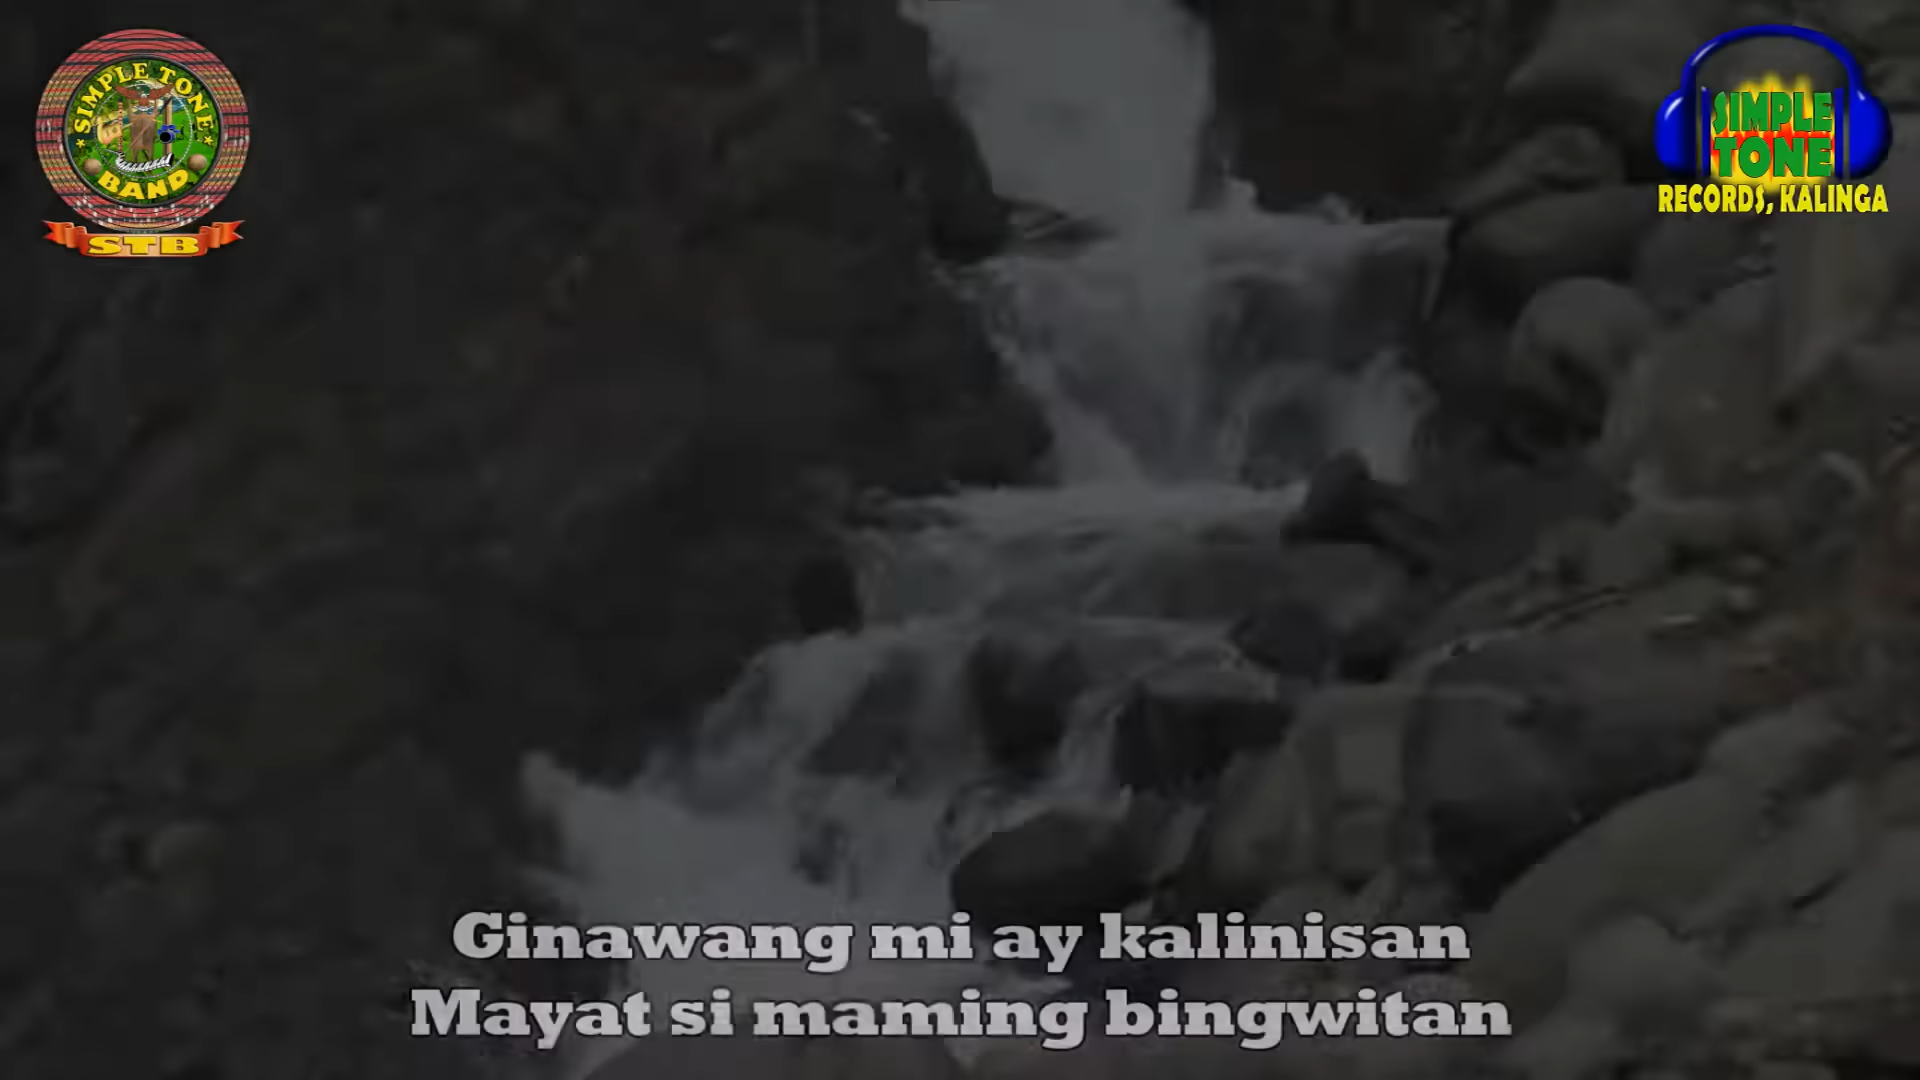 SIMPLE TONE
BAND
STB
SIMPLE
TONE
RECORDS, KALINGA
Ginawang mi ay kalinisan
Mayat si maming bingwitan